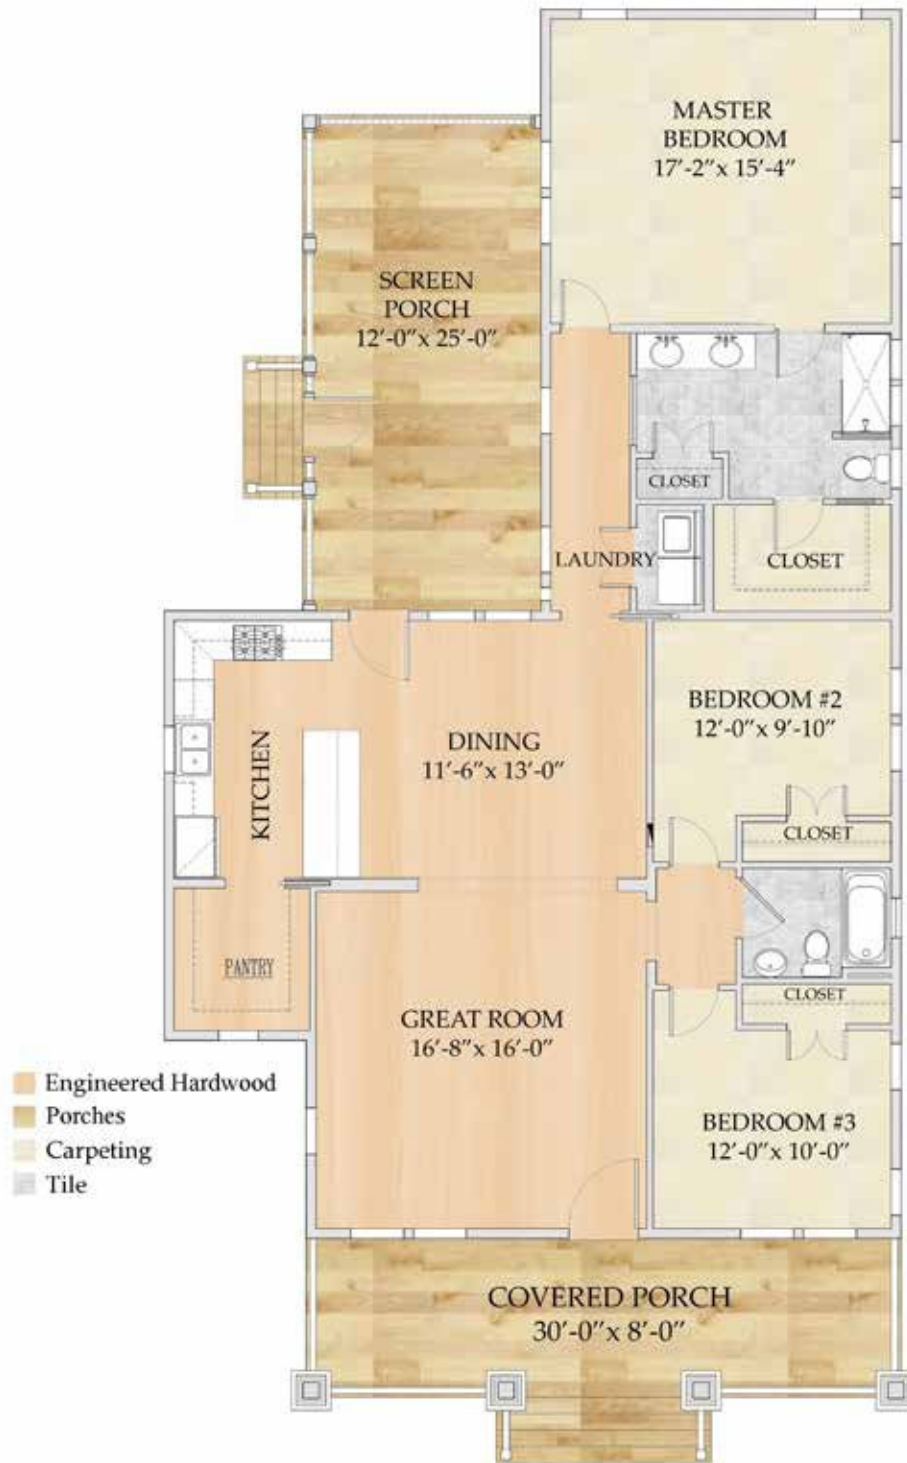 MASTER
BEDROOM
17'-2" x 15'-4"
SCREEN
PORCH
12'-0" x 25'-0"
CLOSET
LAUNDRY
CLOSET
BEDROOM #2
12'-0" x 9'-10"
DINING
11'-6" x 13'-0"
KITCHEN
CLOSET
PANTRY
CLOSET
GREAT ROOM
16'-8" x 16'-0"
Engineered Hardwood
Porches
Carpeting
Tile
BEDROOM #3
12'-0" x 10'-0"
COVERED PORCH
30'-0" x 8'-0"